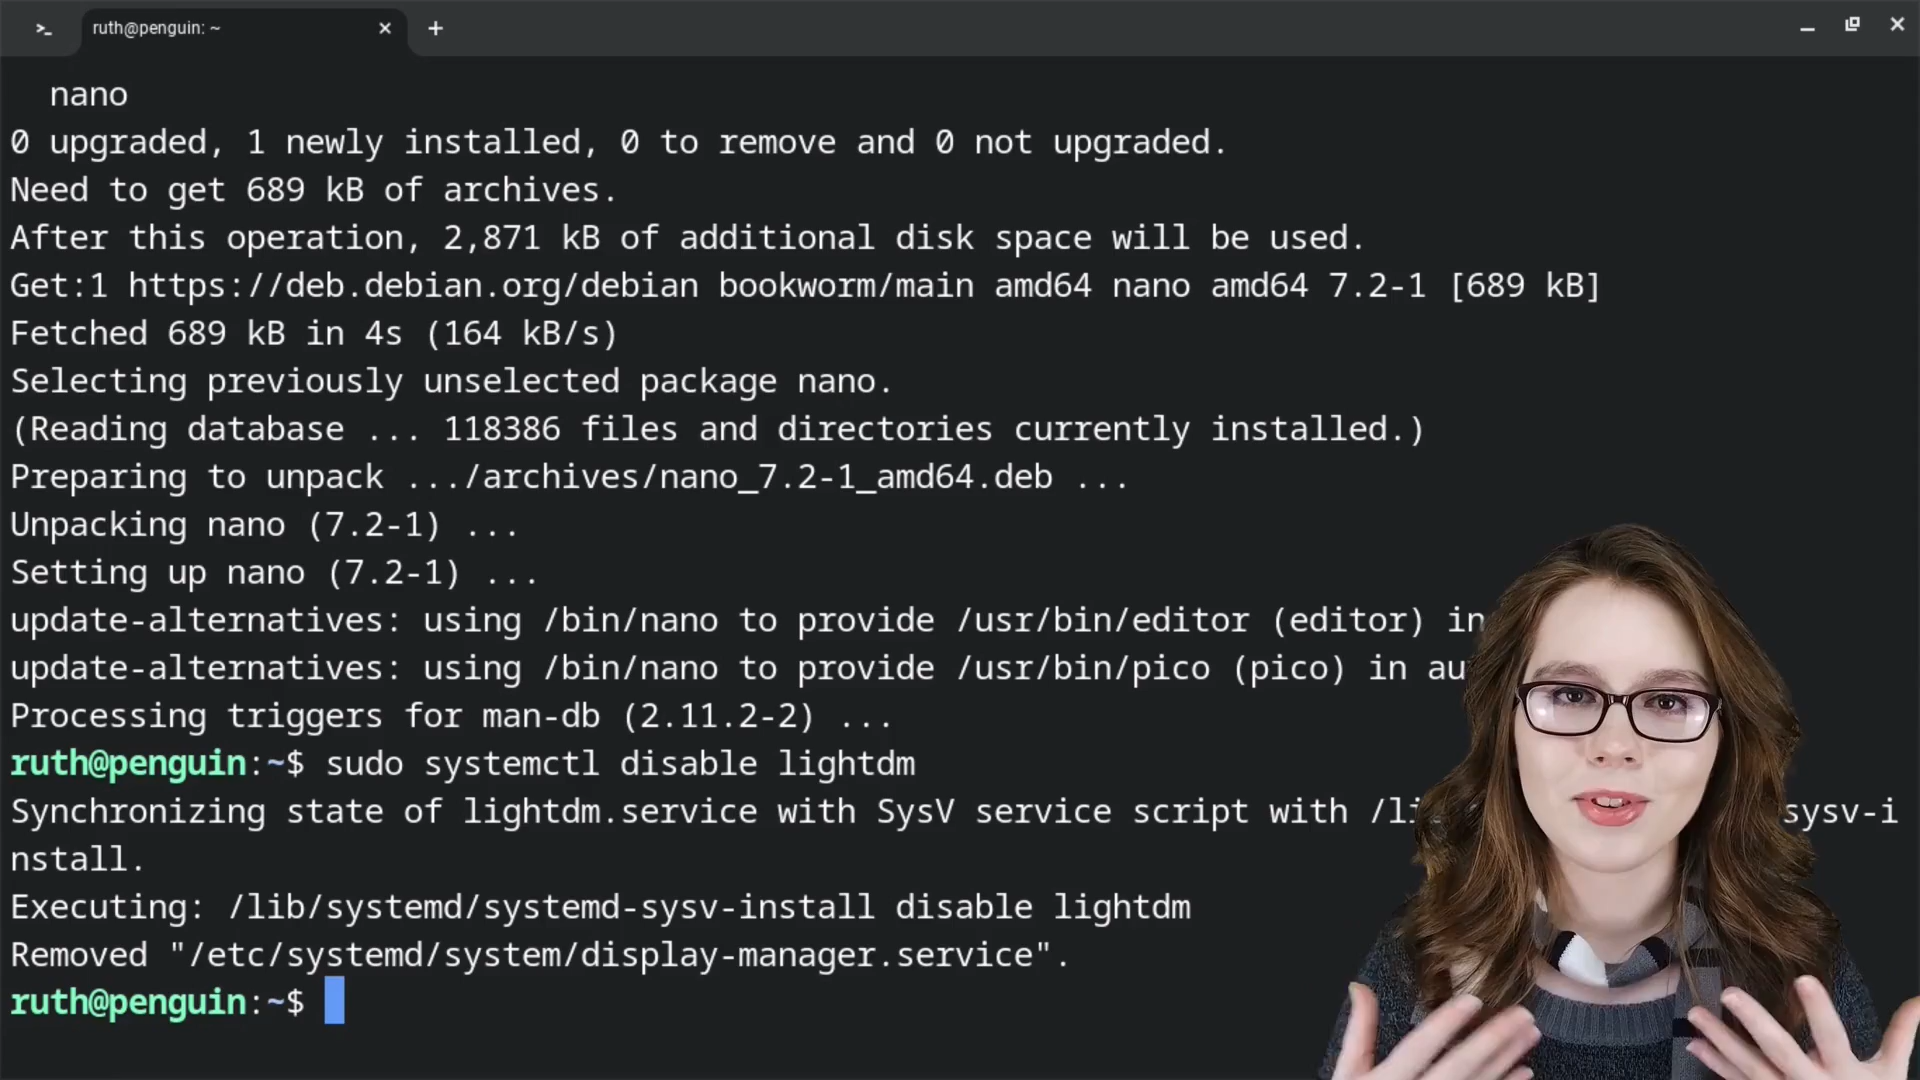 ruth@penguin: ~
nano
0 upgraded, 1 newly installed, 0 to remove and 0 not upgraded.
Need to get 689 kB of archives.
After this operation, 2,871 kB of additional disk space will be used.
Get:1 https://deb.debian.org/debian bookworm/main amd64 nano amd64 7.2-1 [689 kB]
Fetched 689 kB in 4s (164 kB/s)
Selecting previously unselected package nano.
(Reading database ... 118386 files and directories currently installed.)
Preparing to unpack .../archives/nano_7.2-1_amd64.deb ...
Unpacking nano (7.2-1) ...
Setting up nano (7.2-1) ...
update-alternatives: using /bin/nano to provide /usr/bin/editor (editor) in
update-alternatives: using /bin/nano to provide /usr/bin/pico (pico) in au
Processing triggers for man-db (2.11.2-2) ...
ruth@penguin:~$ sudo systemctl disable lightdm
Synchronizing state of lightdm.service with SysV service script with /li sysv-i
nstall.
Executing: /lib/systemd/systemd-sysv-install disable lightdm
Removed "/etc/systemd/system/display-manager.service".
ruth@penguin:~$